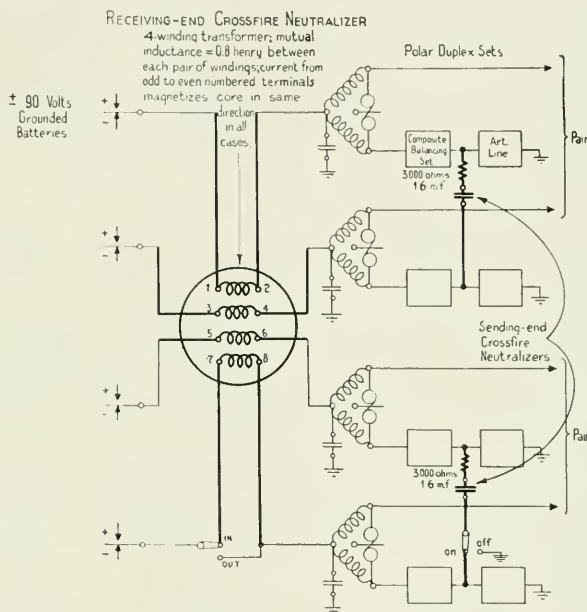 RECEIVING-END CROSSFIRE NEUTRALIZER
4-winding transformer; mutual
inductance = 0.8 henry between
each pair of windings; current from
odd to even numbered terminals
magnetizes core in same
direction
in all
cases.
± 90 Volts
Grounded
Batteries
Polar Duplex Sets
+
-
Composite
Balancing
Set
Art.
Line
3000 ohms
1.6 m.f.
Pair
+
-
1 2
3 4
5 6
7 8
Sending-end
Crossfire
Neutralizers
+
-
3000 ohms
1.6 m.f.
Pair
+
-
IN
OUT
on
off